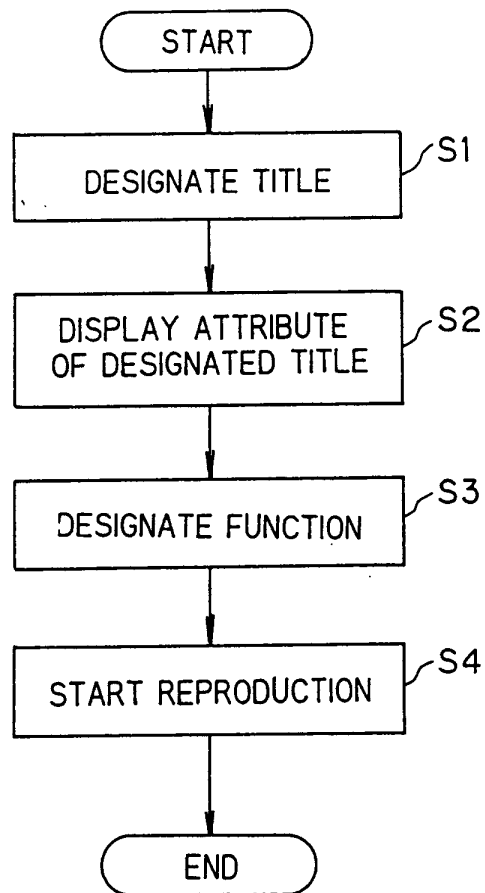 START
DESIGNATE TITLE
S1
DISPLAY ATTRIBUTE
OF DESIGNATED TITLE
S2
DESIGNATE FUNCTION
S3
START REPRODUCTION
S4
END